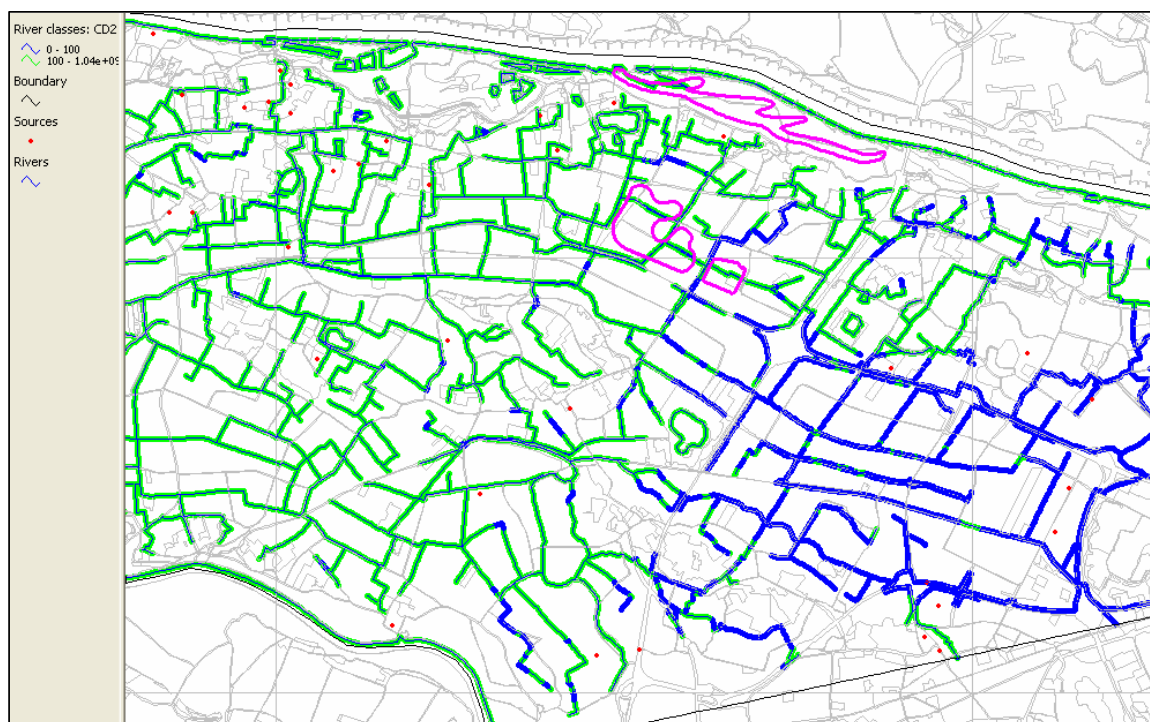 River classes: CD2
0 - 100
100 - 1.04e+09
Boundary
Sources
Rivers